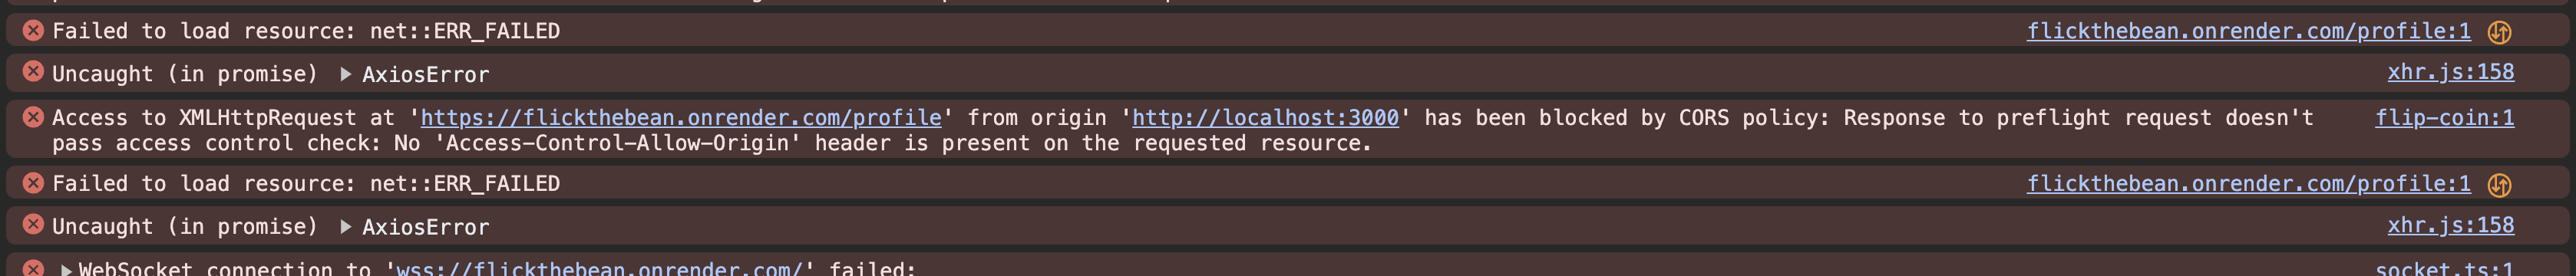 Failed to load resource: net::ERR_FAILED flickthebean.onrender.com/profile:1
Uncaught (in promise) ▶ AxiosError xhr.js:158
Access to XMLHttpRequest at 'https://flickthebean.onrender.com/profile' from origin 'http://localhost:3000' has been blocked by CORS policy: Response to preflight request doesn't flip-coin:1
pass access control check: No 'Access-Control-Allow-Origin' header is present on the requested resource.
Failed to load resource: net::ERR_FAILED flickthebean.onrender.com/profile:1
Uncaught (in promise) ▶ AxiosError xhr.js:158
▶ WebSocket connection to 'wss://flickthebean.onrender.com/' failed: socket.ts:1